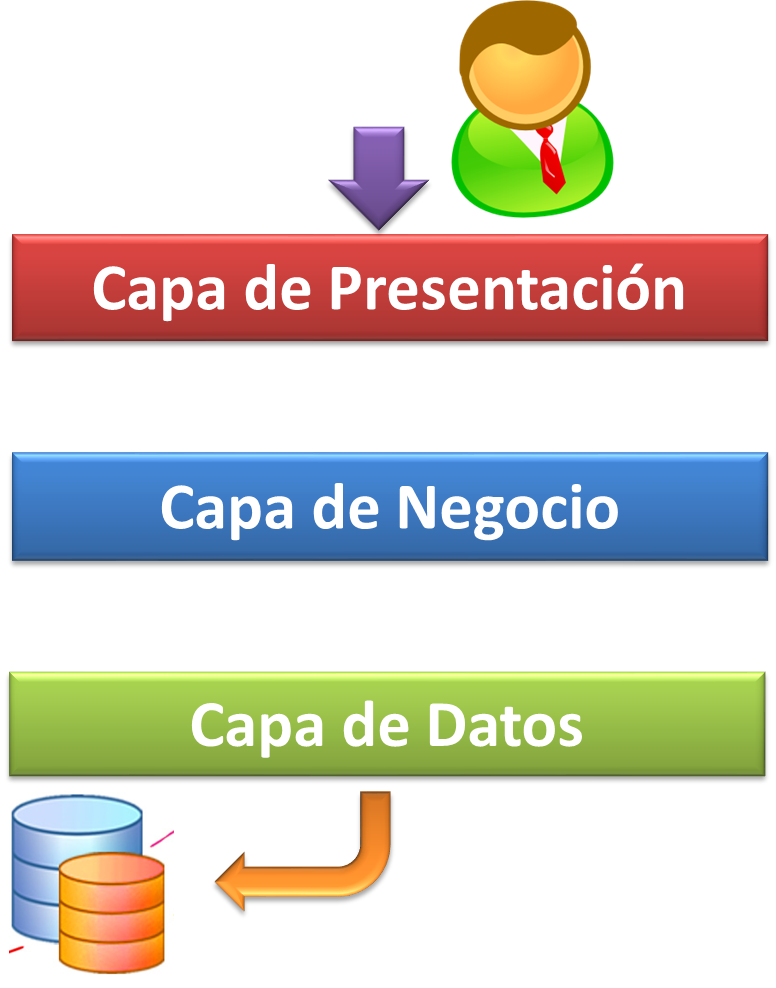 Capa de Presentación
Capa de Negocio
Capa de Datos